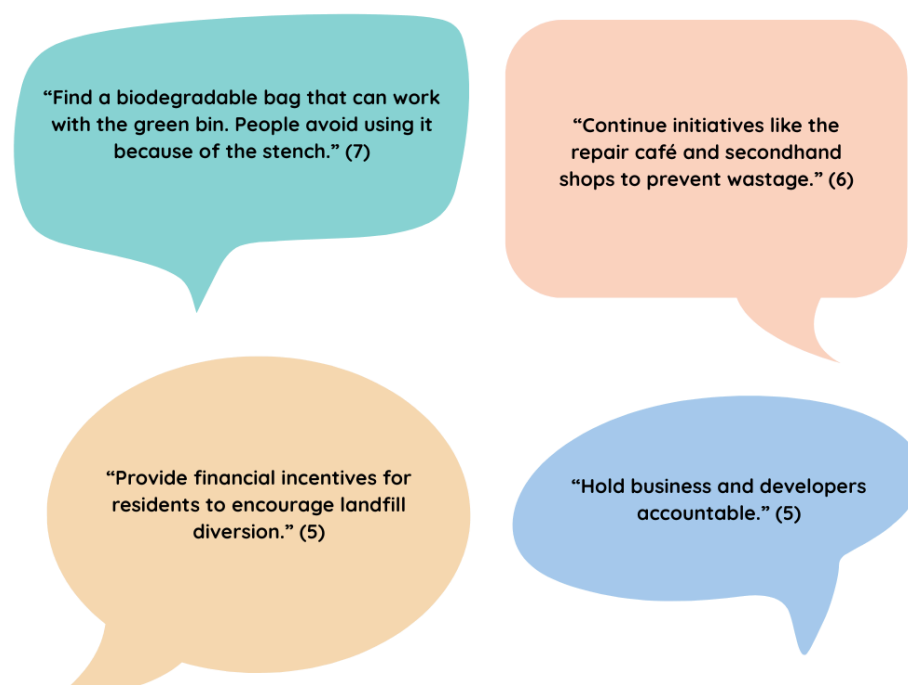 “Find a biodegradable bag that can work
with the green bin. People avoid using it
because of the stench.” (7)
“Continue initiatives like the
repair café and secondhand
shops to prevent wastage.” (6)
“Provide financial incentives for
residents to encourage landfill
diversion.” (5)
“Hold business and developers
accountable.” (5)